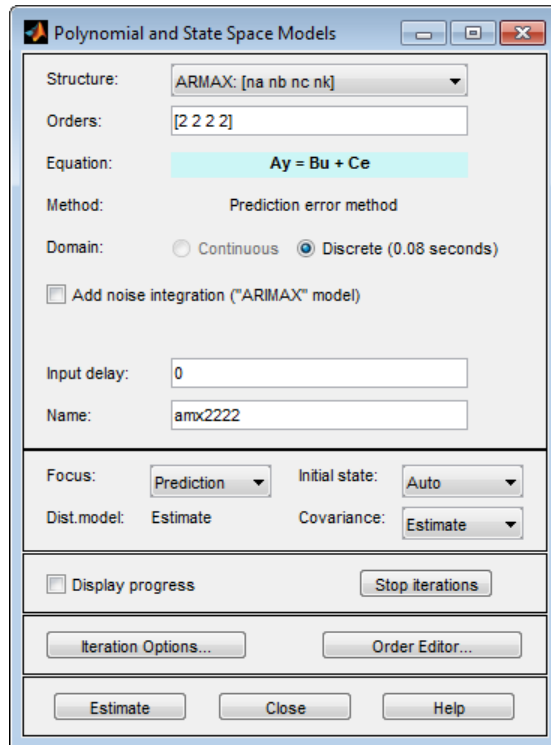 Polynomial and State Space Models
Structure: ARMAX: [na nb nc nk]
Orders: [2 2 2 2]
Equation: Ay = Bu + Ce
Method: Prediction error method
Domain: Continuous Discrete (0.08 seconds)
Add noise integration ("ARIMAX" model)
Input delay: 0
Name: amx2222
Focus: Prediction Initial state: Auto
Dist.model: Estimate Covariance: Estimate
Display progress Stop iterations
Iteration Options... Order Editor...
Estimate Close Help